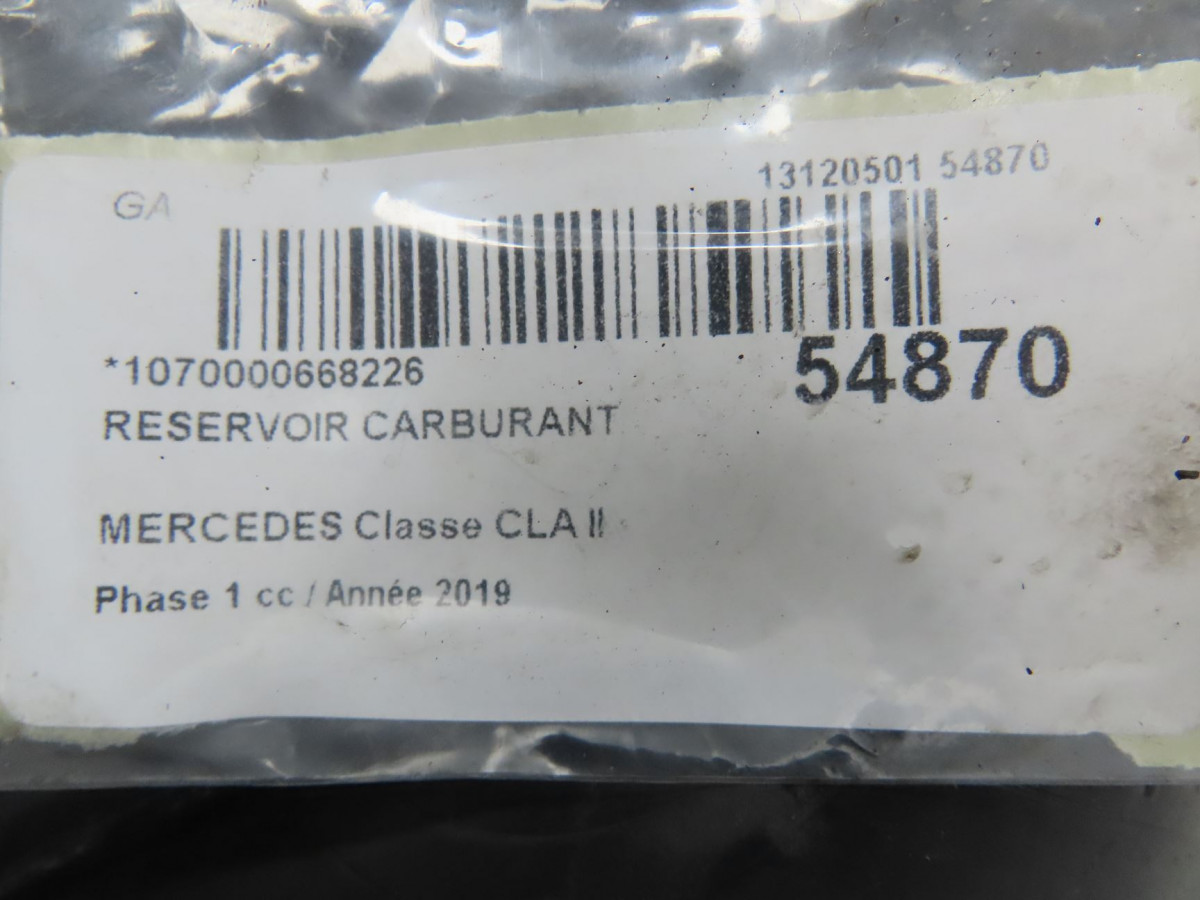 GA
13120501 54870
*1070000668226
54870
RESERVOIR CARBURANT
MERCEDES Classe CLA II
Phase 1 cc / Année 2019